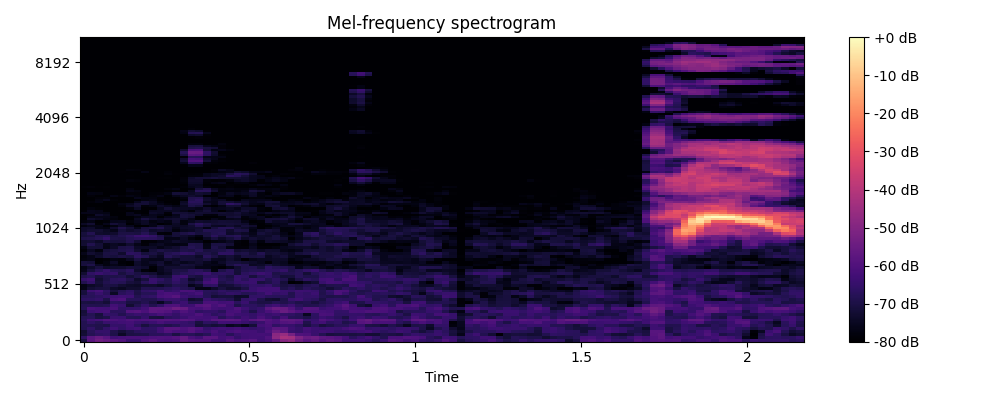 Mel-frequency spectrogram
8192
4096
2048
1024
512
0
Hz
0
0.5
1
1.5
2
Time
+0 dB
-10 dB
-20 dB
-30 dB
-40 dB
-50 dB
-60 dB
-70 dB
-80 dB